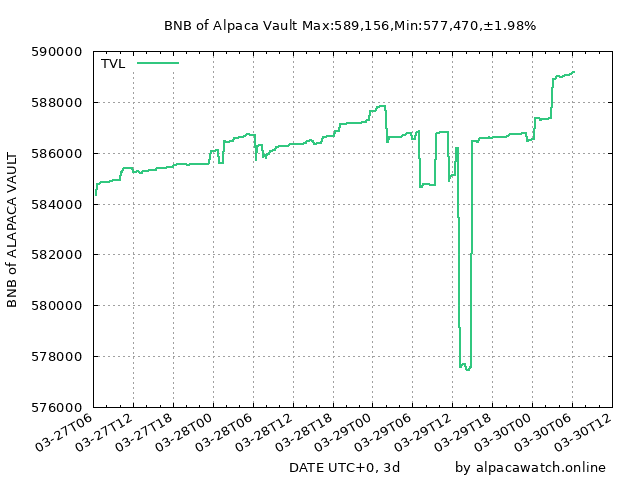 BNB of Alpaca Vault Max:589,156,Min:577,470,±1.98%
TVL
590000
588000
586000
584000
582000
580000
578000
576000
BNB of ALAPACA VAULT
03-27T06
03-27T12
03-27T18
03-28T00
03-28T06
03-28T12
03-28T18
03-29T00
03-29T06
03-29T12
03-29T18
03-30T00
03-30T06
03-30T12
DATE UTC+0, 3d
by alpacawatch.online